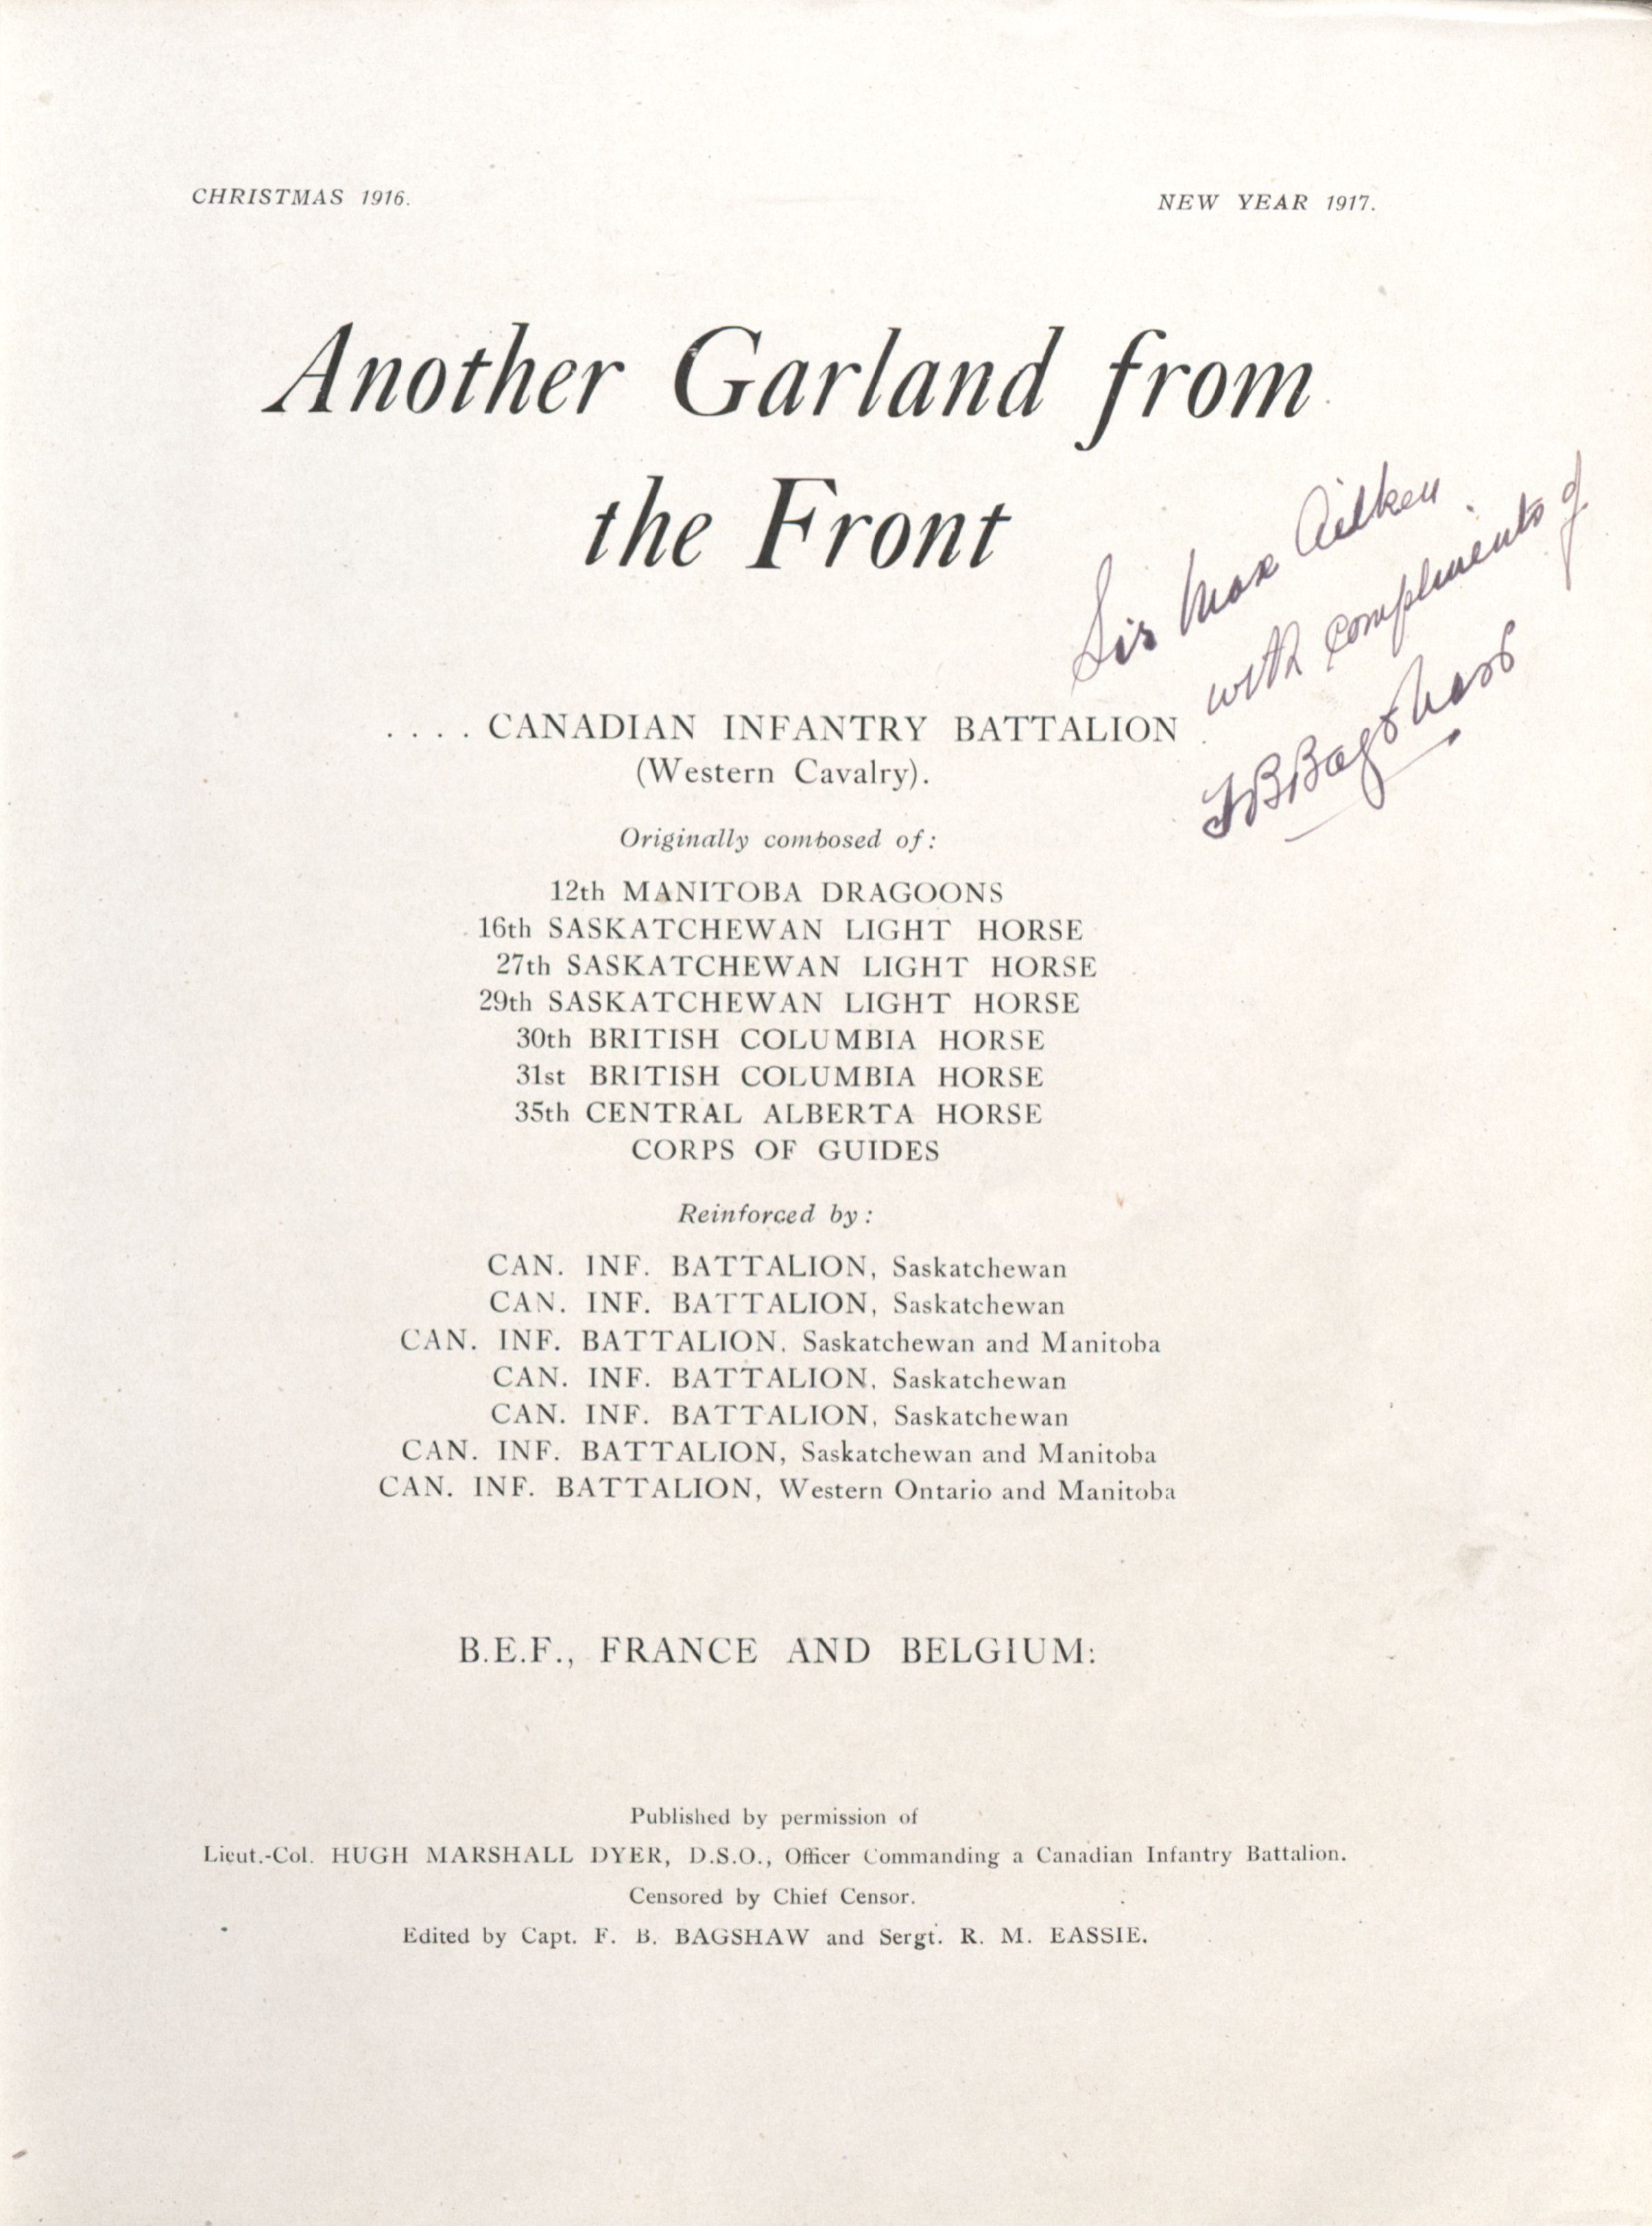 CHRISTMAS 1916.
NEW YEAR 1917.
Another Garland from
the Front
Sir Max Aitken
with compliments of
FBBagshaw
. . . . CANADIAN INFANTRY BATTALION
(Western Cavalry).
Originally composed of:
12th MANITOBA DRAGOONS
16th SASKATCHEWAN LIGHT HORSE
27th SASKATCHEWAN LIGHT HORSE
29th SASKATCHEWAN LIGHT HORSE
30th BRITISH COLUMBIA HORSE
31st BRITISH COLUMBIA HORSE
35th CENTRAL ALBERTA HORSE
CORPS OF GUIDES
Reinforced by:
CAN. INF. BATTALION, Saskatchewan
CAN. INF. BATTALION, Saskatchewan
CAN. INF. BATTALION, Saskatchewan and Manitoba
CAN. INF. BATTALION, Saskatchewan
CAN. INF. BATTALION, Saskatchewan
CAN. INF. BATTALION, Saskatchewan and Manitoba
CAN. INF. BATTALION, Western Ontario and Manitoba
B.E.F., FRANCE AND BELGIUM:
Published by permission of
Lieut.-Col. HUGH MARSHALL DYER, D.S.O., Officer Commanding a Canadian Infantry Battalion.
Censored by Chief Censor.
Edited by Capt. F. B. BAGSHAW and Sergt. R. M. EASSIE.